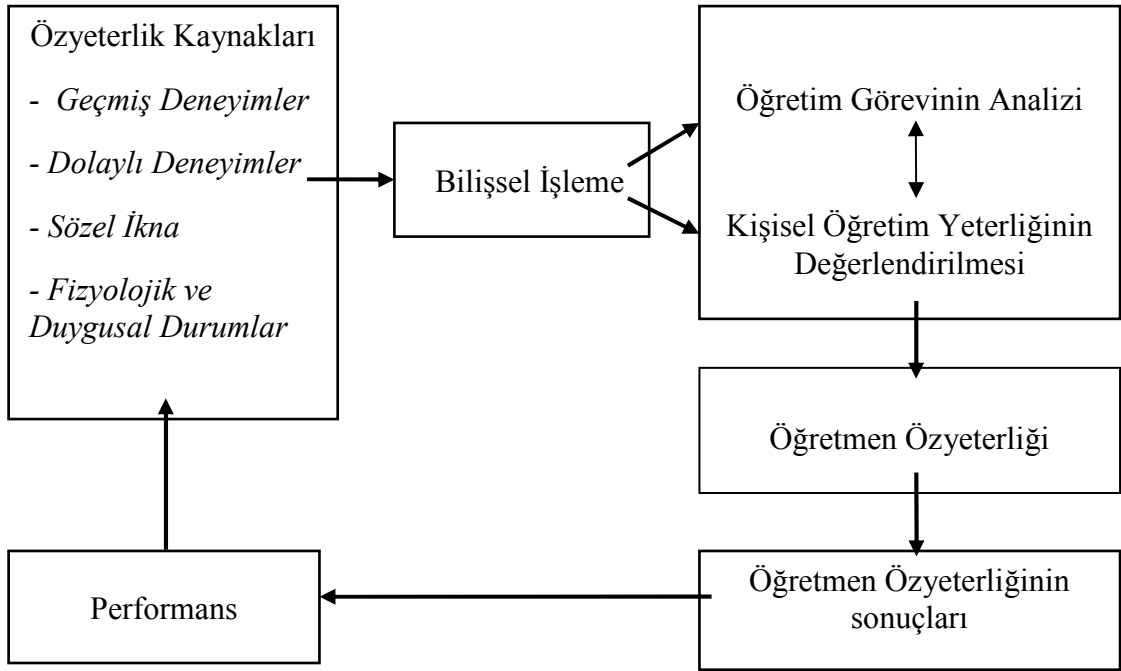 Özyeterlik Kaynakları
- Geçmiş Deneyimler
- Dolaylı Deneyimler
- Sözel İkna
- Fizyolojik ve
Duygusal Durumlar
Bilişsel İşleme
Öğretim Görevinin Analizi
Kişisel Öğretim Yeterliğinin
Değerlendirilmesi
Öğretmen Özyeterliği
Öğretmen Özyeterliğinin
sonuçları
Performans